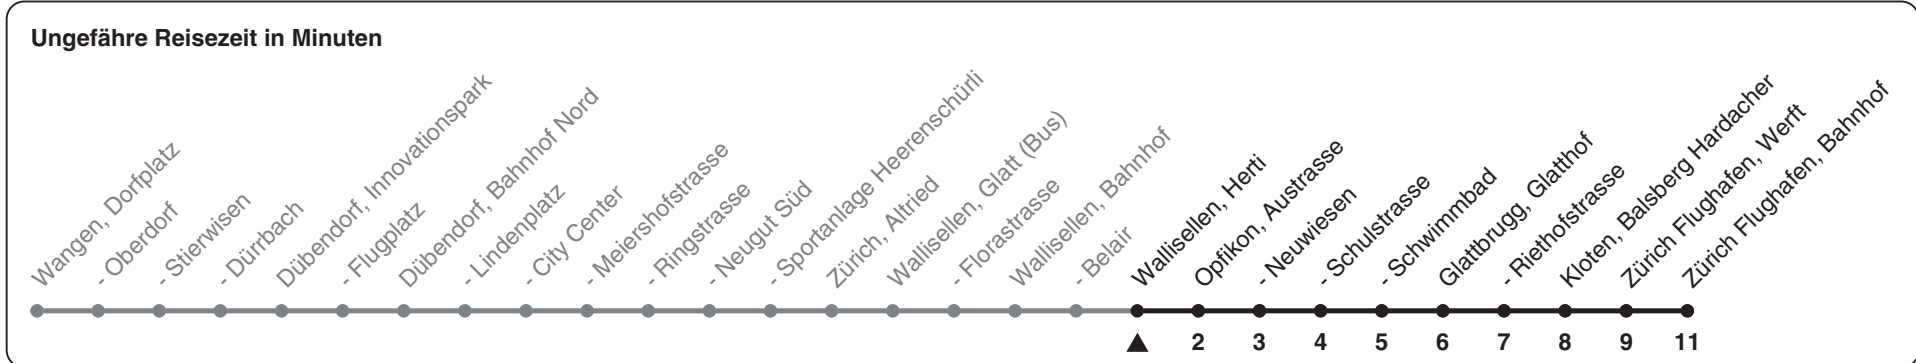 Ungefähre Reisezeit in Minuten
Wangen, Dorfplatz
- Oberdorf
- Stierwisen
- Dürrbach
Dübendorf, Innovationspark
- Flugplatz
Dübendorf, Bahnhof Nord
- Lindenplatz
- City Center
- Meiershofstrasse
- Ringstrasse
- Neugut Süd
- Sportanlage Heerenschürli
Zürich, Altried
Wallisellen, Glatt (Bus)
- Florastrasse
Wallisellen, Bahnhof
- Belair
Wallisellen, Herti
Opfikon, Austrasse
- Neuwiesen
- Schulstrasse
- Schwimmbad
Glattbrugg, Glatthof
- Riethofstrasse
Kloten, Balsberg Hardacher
Zürich Flughafen, Werft
Zürich Flughafen, Bahnhof
2 3 4 5 6 7 8 9 11